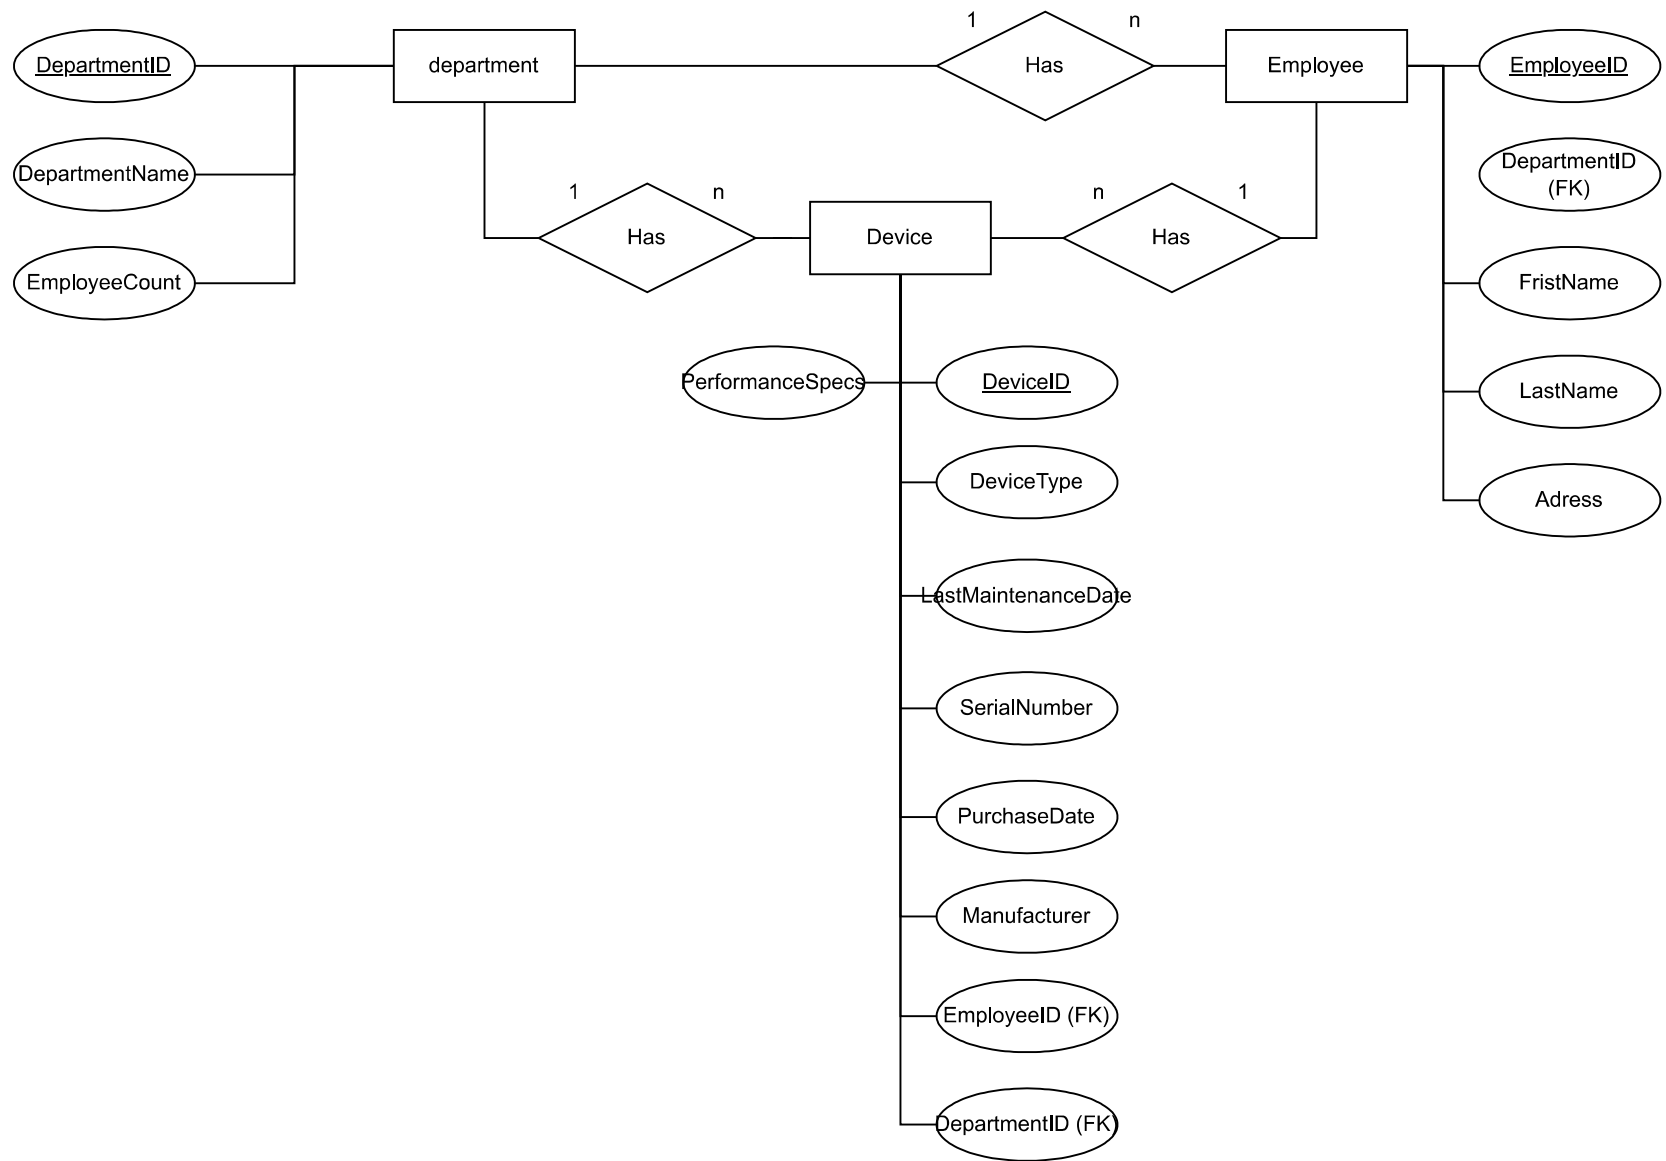 1
n
DepartmentID
department
Has
Employee
EmployeeID
DepartmentName
DepartmentID
(FK)
1
n
n
1
Has
Device
Has
EmployeeCount
FristName
PerformanceSpecs
DeviceID
LastName
DeviceType
Adress
LastMaintenanceDate
SerialNumber
PurchaseDate
Manufacturer
EmployeeID (FK)
DepartmentID (FK)